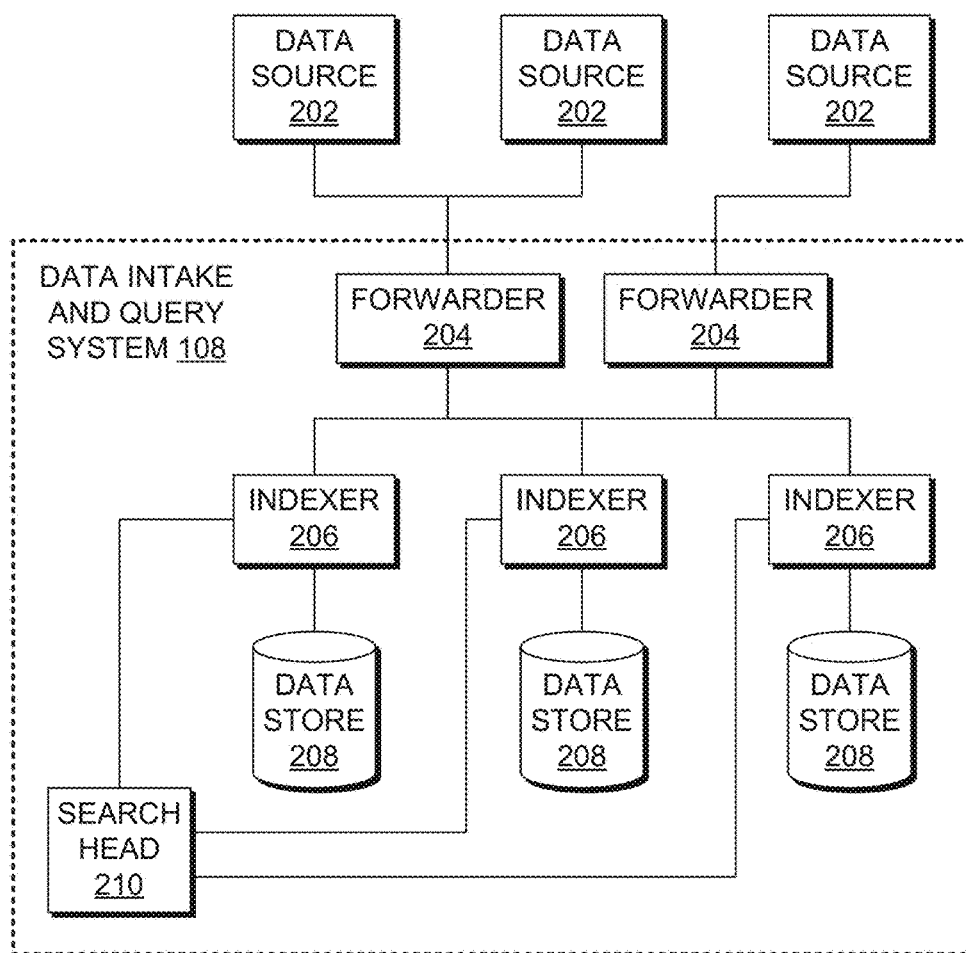 DATA
SOURCE
202
DATA
SOURCE
202
DATA
SOURCE
202
DATA INTAKE
AND QUERY
SYSTEM 108
FORWARDER
204
FORWARDER
204
INDEXER
206
INDEXER
206
INDEXER
206
DATA
STORE
208
DATA
STORE
208
DATA
STORE
208
SEARCH
HEAD
210